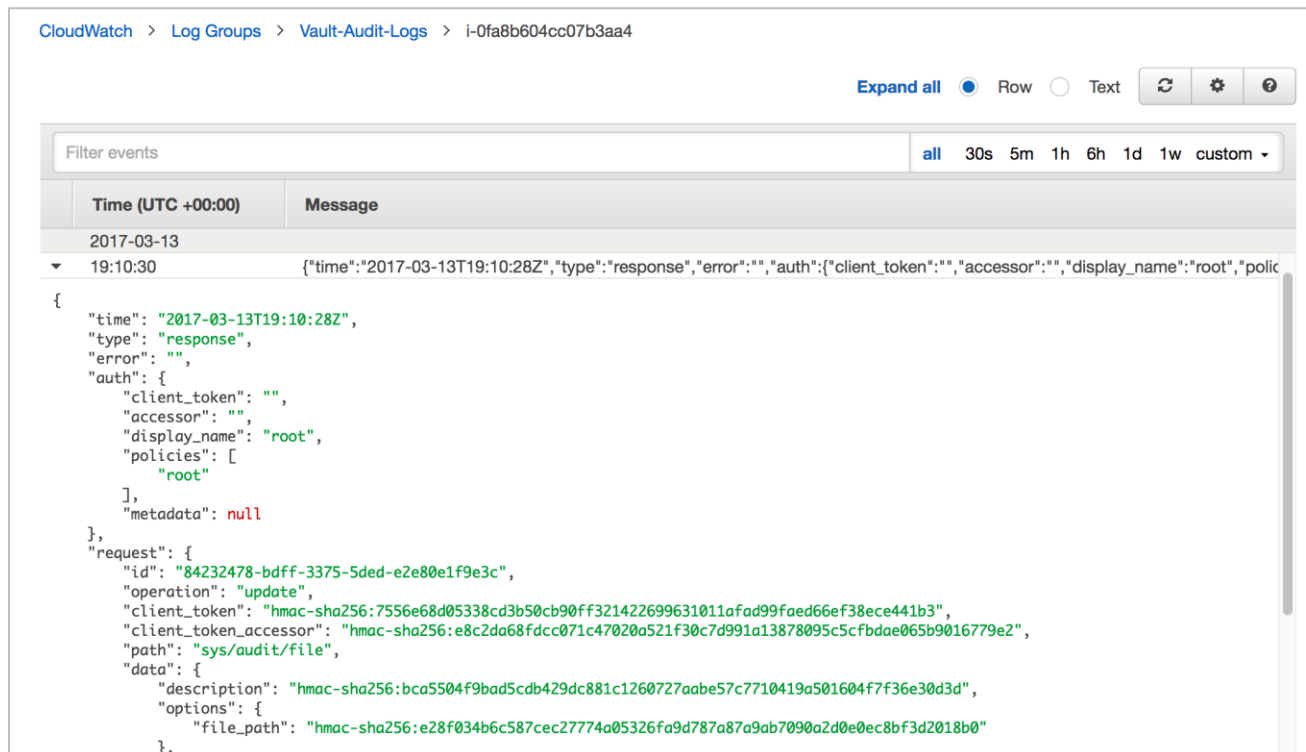 CloudWatch > Log Groups > Vault-Audit-Logs > i-0fa8b604cc07b3aa4
Expand all Row Text
Filter events all 30s 5m 1h 6h 1d 1w custom
Time (UTC +00:00) Message
2017-03-13
19:10:30 {"time":"2017-03-13T19:10:28Z","type":"response","error":"","auth":{"client_token":"","accessor":"","display_name":"root","polic
{
"time": "2017-03-13T19:10:28Z",
"type": "response",
"error": "",
"auth": {
"client_token": "",
"accessor": "",
"display_name": "root",
"policies": [
"root"
],
"metadata": null
},
"request": {
"id": "84232478-bdff-3375-5ded-e2e80e1f9e3c",
"operation": "update",
"client_token": "hmac-sha256:7556e68d05338cd3b50cb90ff321422699631011afad99faed66ef38ece441b3",
"client_token_accessor": "hmac-sha256:e8c2da68fdcc071c47020a521f30c7d991a13878095c5cfbdae065b9016779e2",
"path": "sys/audit/file",
"data": {
"description": "hmac-sha256:bca5504f9bad5cdb429dc881c1260727aabe57c7710419a501604f7f36e30d3d",
"options": {
"file_path": "hmac-sha256:e28f034b6c587cec27774a05326fa9d787a87a9ab7090a2d0e0ec8bf3d2018b0"
},